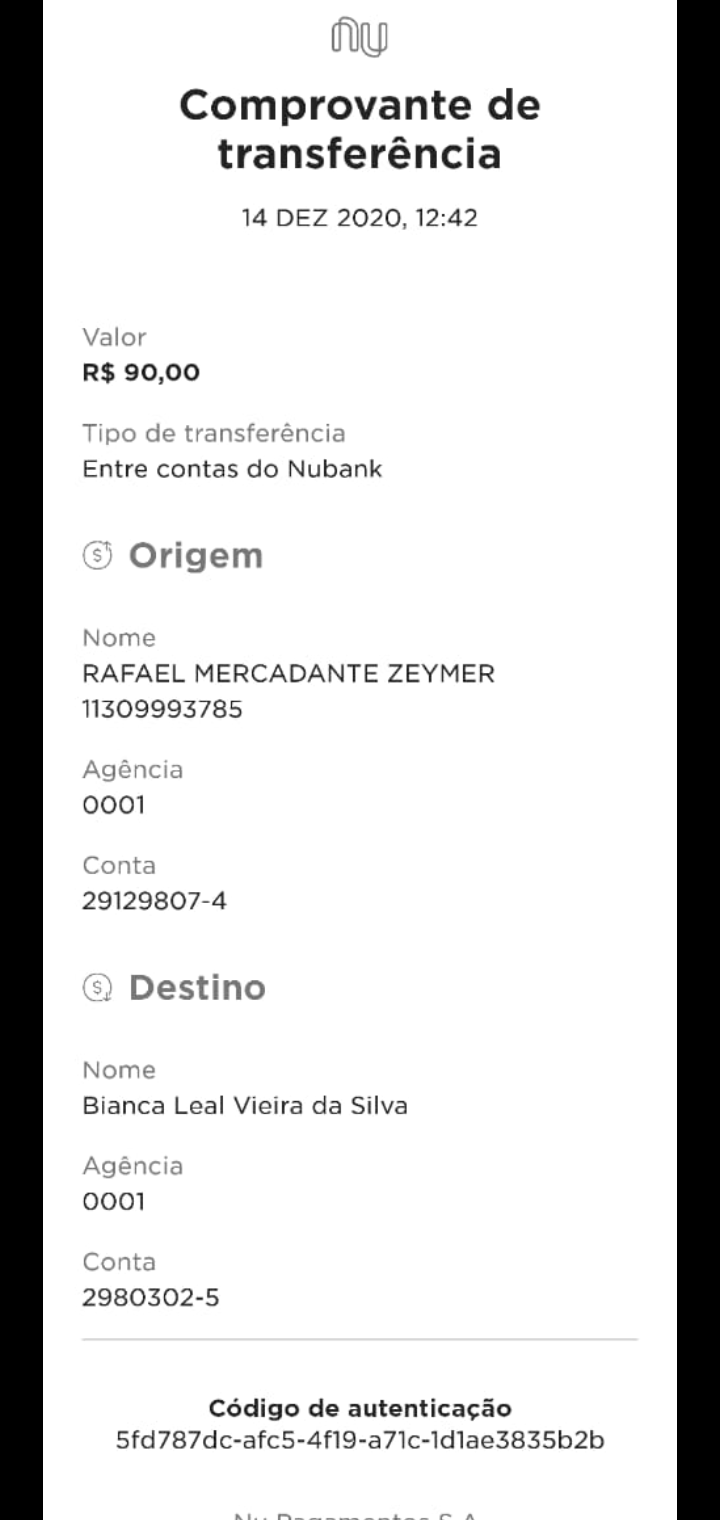 nu
Comprovante de
transferência
14 DEZ 2020, 12:42
Valor
R$ 90,00
Tipo de transferência
Entre contas do Nubank
Origem
Nome
RAFAEL MERCADANTE ZEYMER
11309993785
Agência
0001
Conta
29129807-4
Destino
Nome
Bianca Leal Vieira da Silva
Agência
0001
Conta
2980302-5
Código de autenticação
5fd787dc-afc5-4f19-a71c-1d1ae3835b2b
Nu Pagamentos S.A.